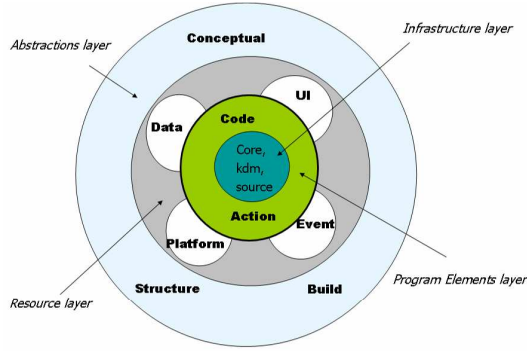 Conceptual
Infrastructure layer
Abstractions layer
UI
Data
Code
Core,
kdm,
source
Action
Event
Platform
Program Elements layer
Structure
Build
Resource layer